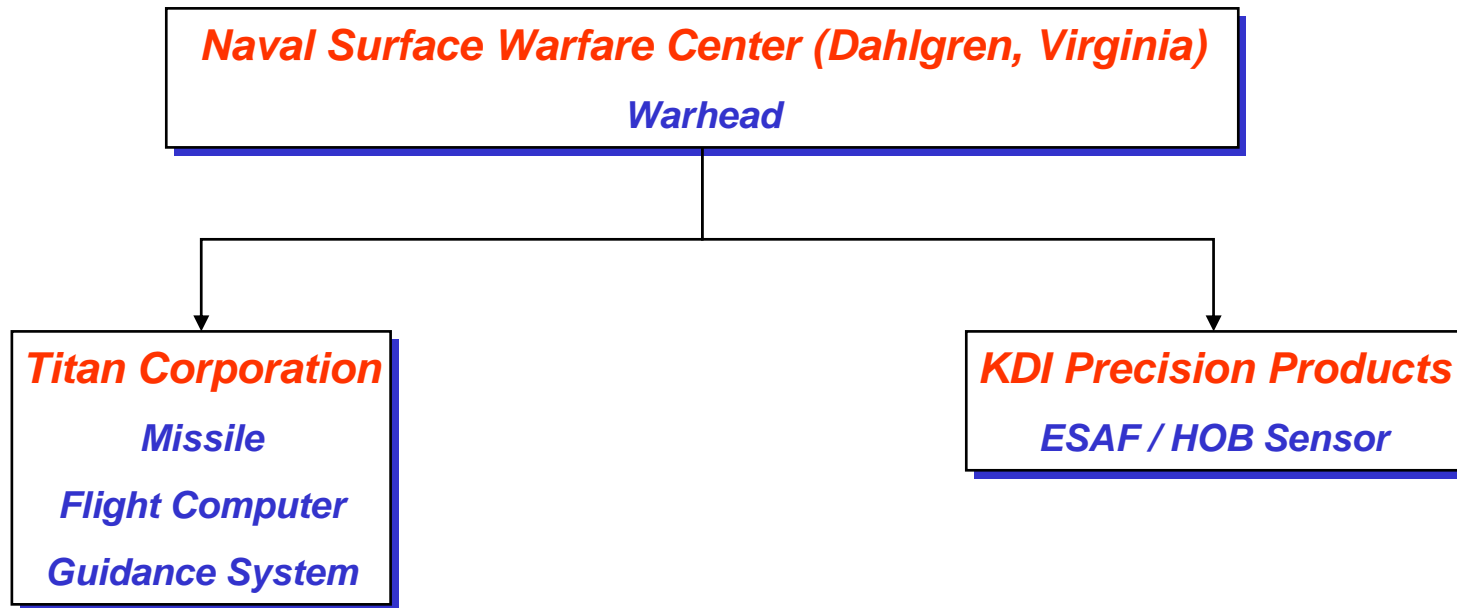 Naval Surface Warfare Center (Dahlgren, Virginia)
Warhead
Titan Corporation
Missile
Flight Computer
Guidance System
KDI Precision Products
ESAF / HOB Sensor